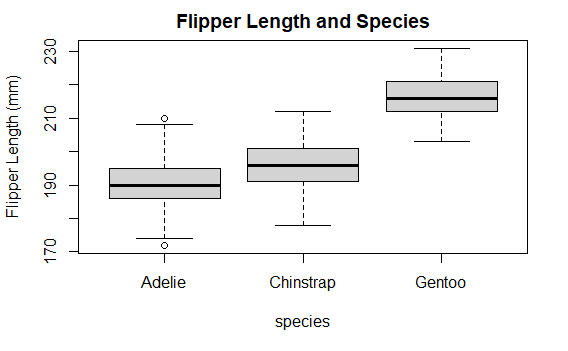 Flipper Length and Species
Flipper Length (mm)
230
210
190
170
Adelie
Chinstrap
Gentoo
species